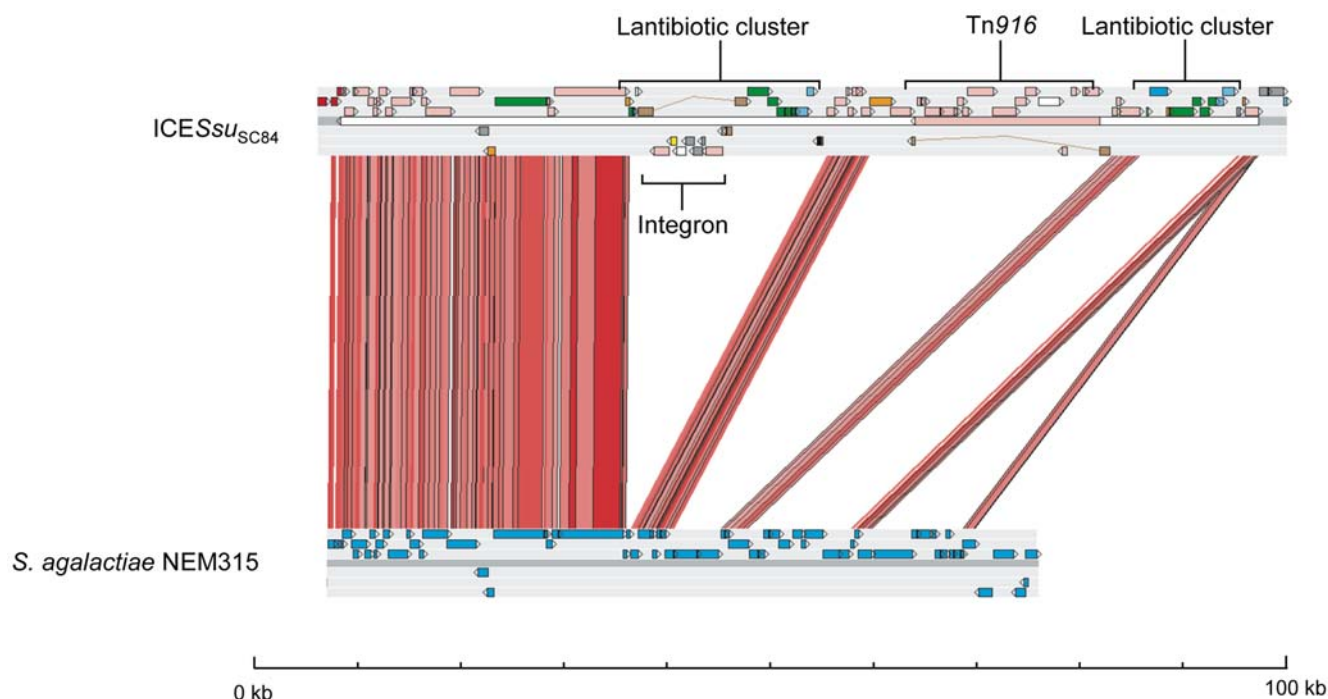 Lantibiotic cluster
Tn916
Lantibiotic cluster
ICESsuSC84
Integron
S. agalactiae NEM315
0 kb
100 kb